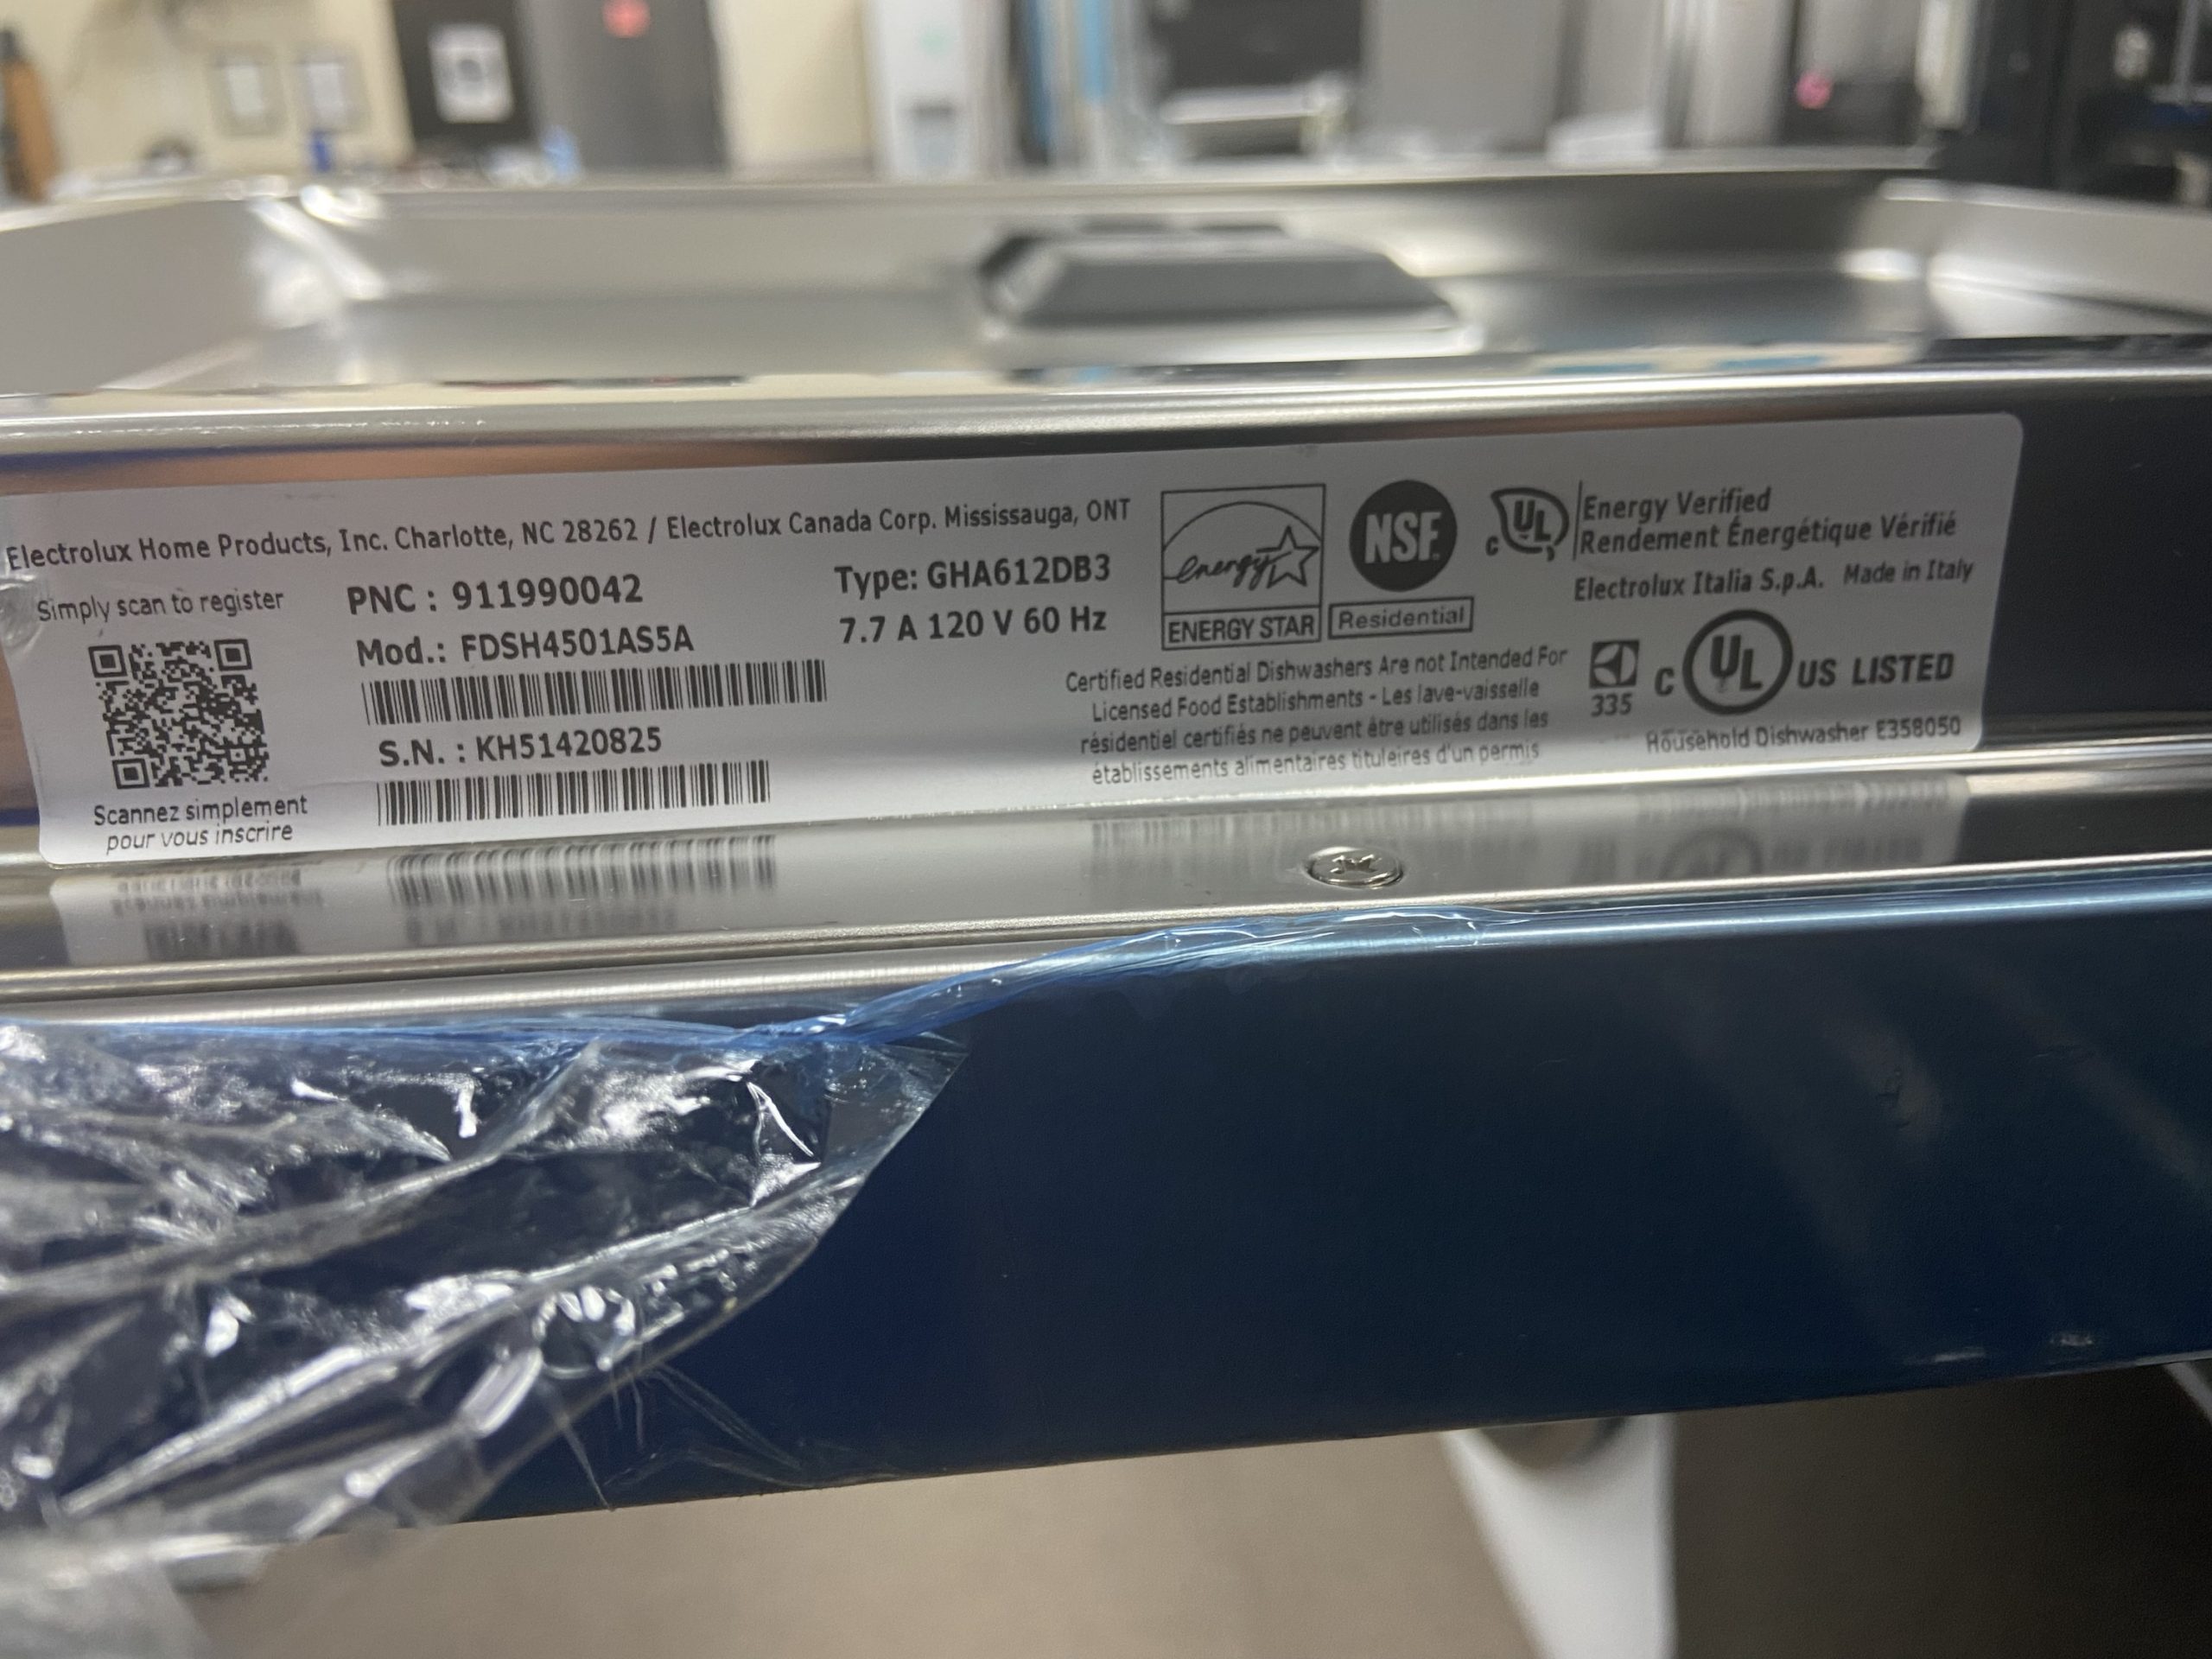 Electrolux Home Products, Inc. Charlotte, NC 28262 / Electrolux Canada Corp. Mississauga, ONT
Simply scan to register
PNC : 911990042
Mod.: FDSH4501AS5A
S.N. : KH51420825
Scannez simplement
pour vous inscrire
Type: GHA612DB3
7.7 A 120 V 60 Hz
energy
ENERGY STAR
NSF
Residential
Certified Residential Dishwashers Are not Intended For
Licensed Food Establishments - Les lave-vaisselle
résidentiel certifiés ne peuvent être utilisés dans les
établissements alimentaires tituleires d'un permis
C UL
Energy Verified
Rendement Énergétique Vérifié
Electrolux Italia S.p.A. Made in Italy
335
C UL US LISTED
Household Dishwasher E358050